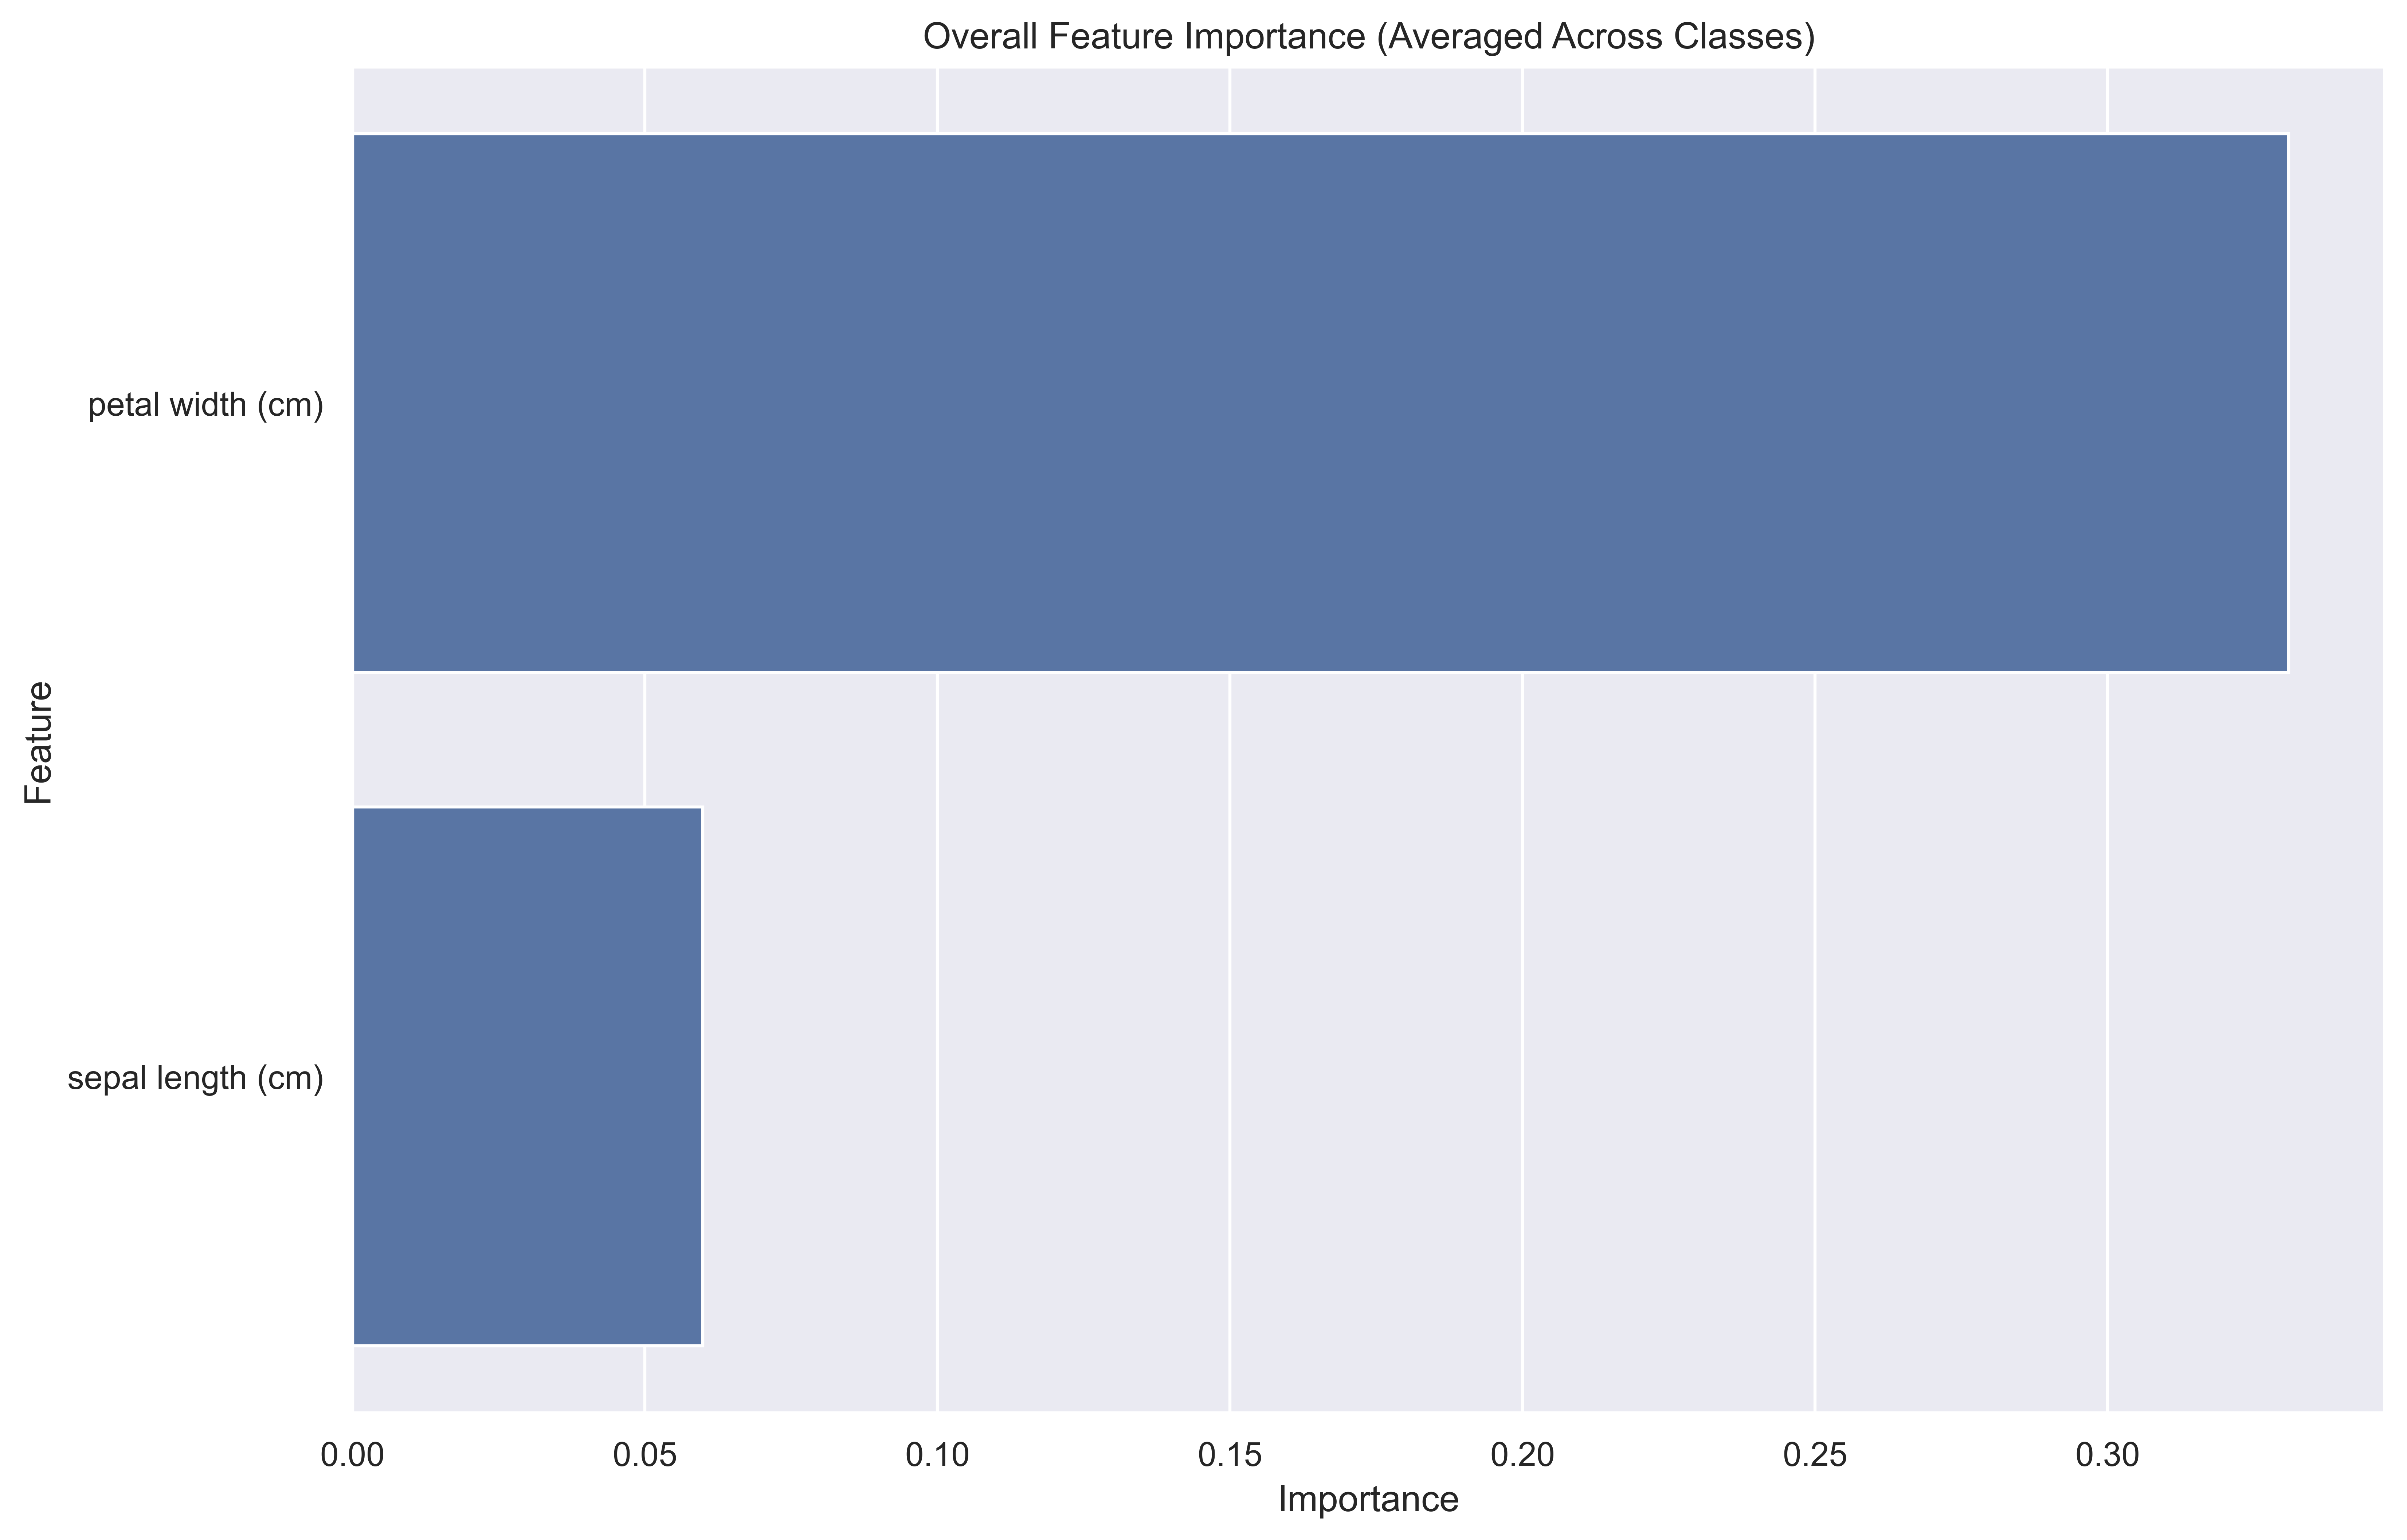 Overall Feature Importance (Averaged Across Classes)
petal width (cm)
Feature
sepal length (cm)
0.00 0.05 0.10 0.15 0.20 0.25 0.30
Importance